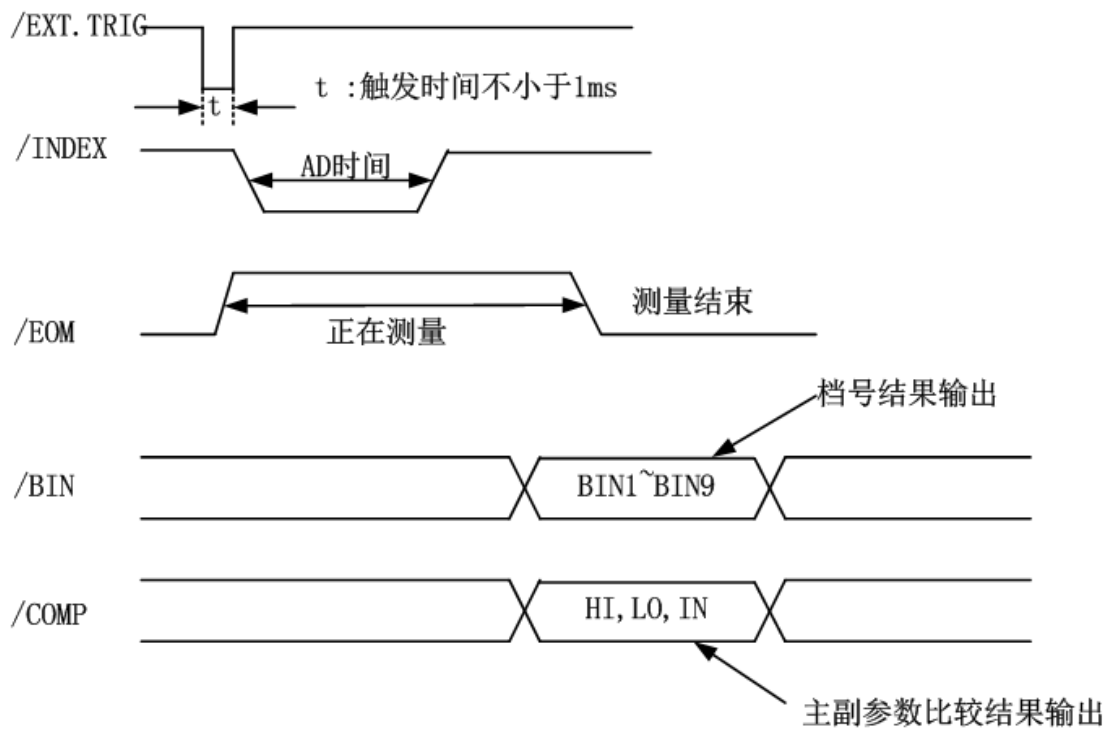 /EXT.TRIG
t :触发时间不小于1ms
t
/INDEX
AD时间
测量结束
/EOM
正在测量
档号结果输出
/BIN
BIN1~BIN9
/COMP
HI,LO,IN
主副参数比较结果输出